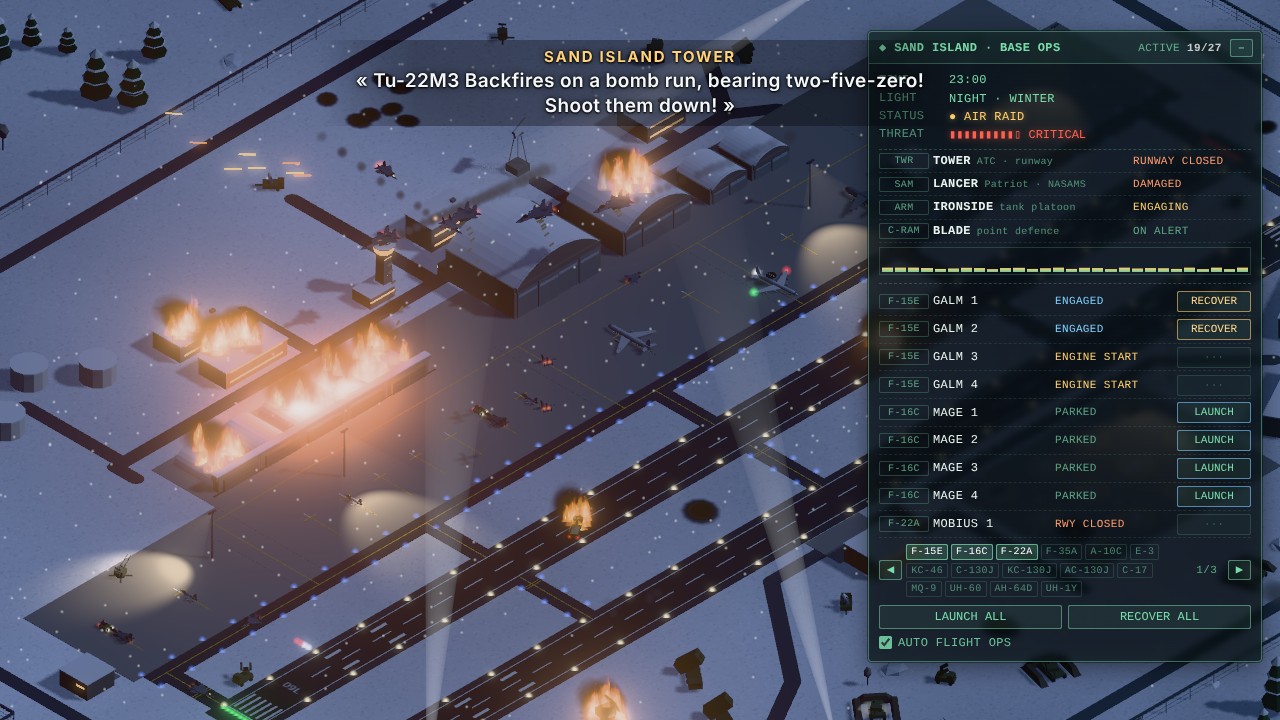 SAND ISLAND TOWER
« Tu-22M3 Backfires on a bomb run, bearing two-five-zero!
Shoot them down! »
◆ SAND ISLAND · BASE OPS ACTIVE 19/27 −
23:00
LIGHT NIGHT · WINTER
STATUS ● AIR RAID
THREAT ▮▮▮▮▮▮▮▮▮▯ CRITICAL
TWR TOWER ATC · runway RUNWAY CLOSED
SAM LANCER Patriot · NASAMS DAMAGED
ARM IRONSIDE tank platoon ENGAGING
C-RAM BLADE point defence ON ALERT
F-15E GALM 1 ENGAGED RECOVER
F-15E GALM 2 ENGAGED RECOVER
F-15E GALM 3 ENGINE START ···
F-15E GALM 4 ENGINE START ···
F-16C MAGE 1 PARKED LAUNCH
F-16C MAGE 2 PARKED LAUNCH
F-16C MAGE 3 PARKED LAUNCH
F-16C MAGE 4 PARKED LAUNCH
F-22A MOBIUS 1 RWY CLOSED ···
F-15E F-16C F-22A F-35A A-10C E-3
◀ KC-46 C-130J KC-130J AC-130J C-17 1/3 ▶
MQ-9 UH-60 AH-64D UH-1Y
LAUNCH ALL RECOVER ALL
AUTO FLIGHT OPS